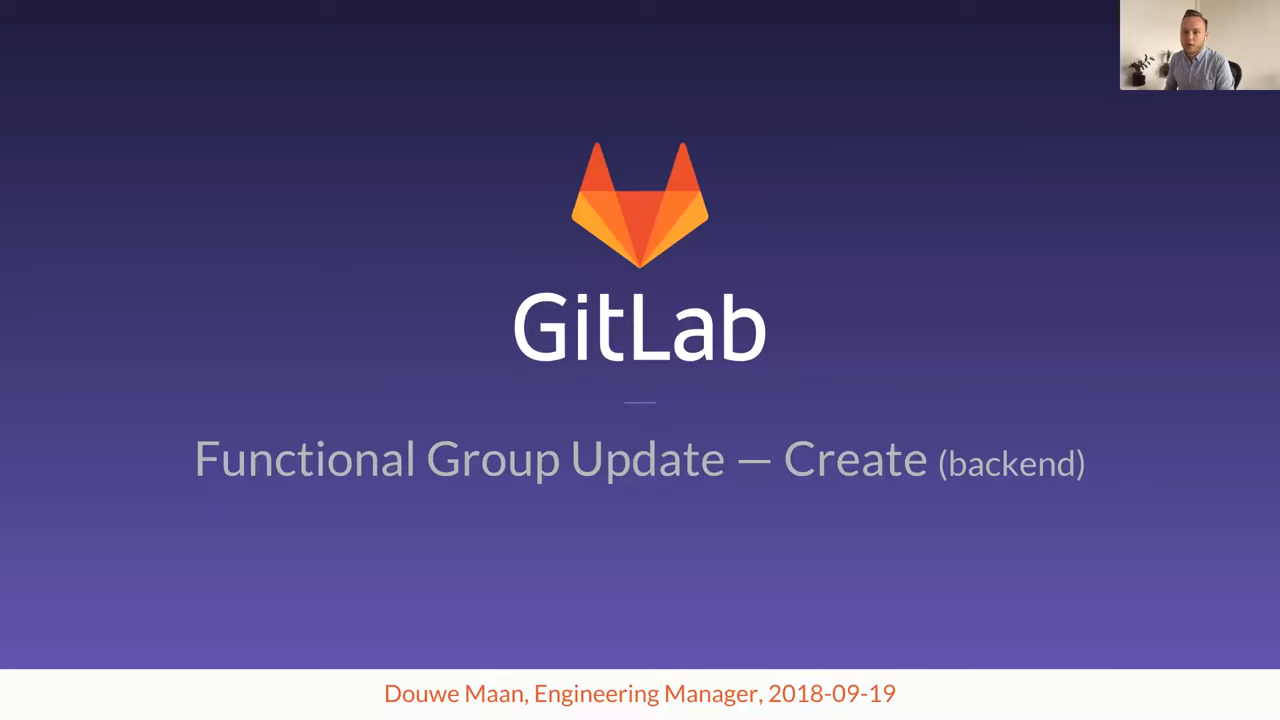 GitLab
Functional Group Update — Create (backend)
Douwe Maan, Engineering Manager, 2018-09-19